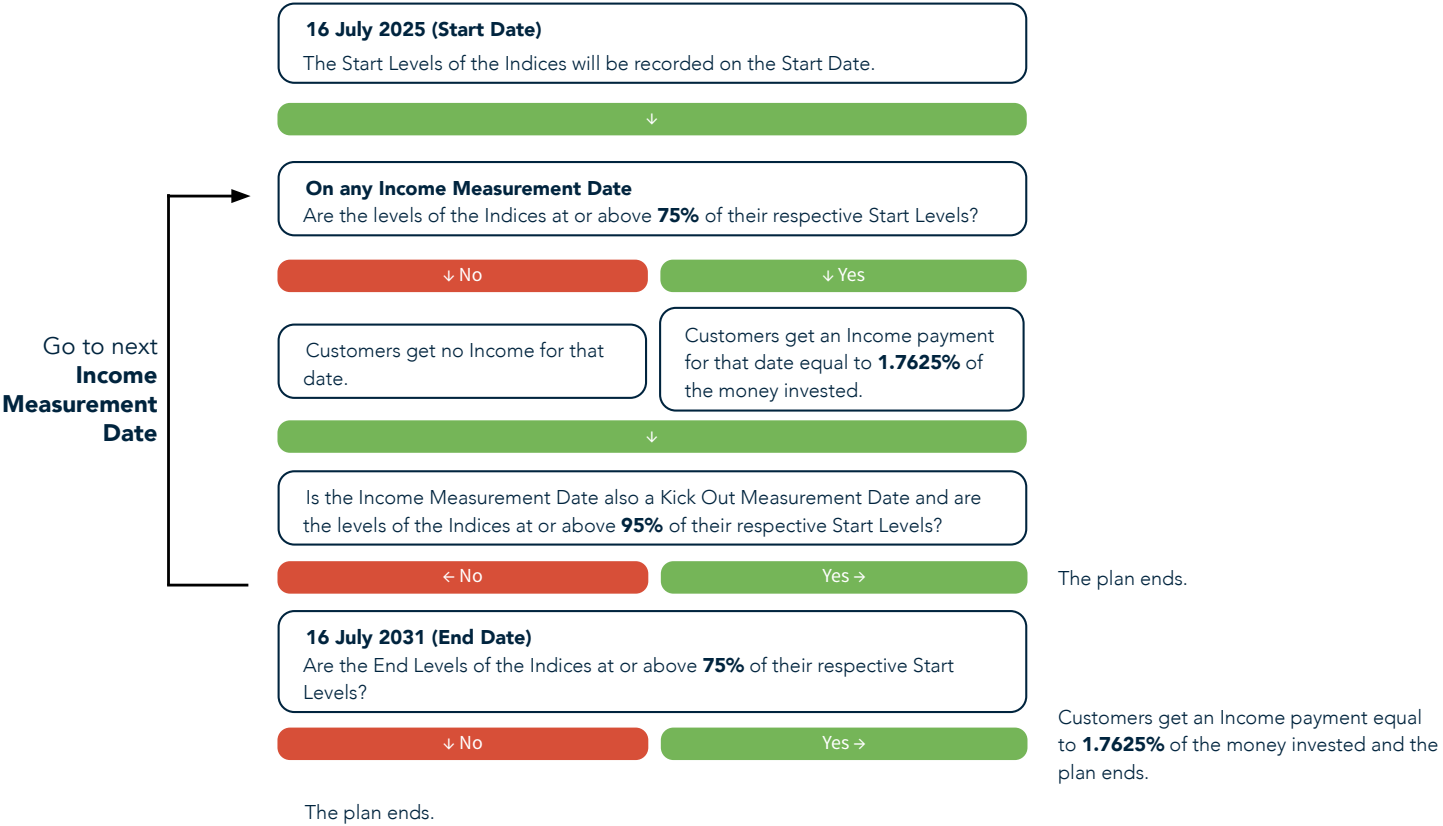 16 July 2025 (Start Date)
The Start Levels of the Indices will be recorded on the Start Date.
↓
On any Income Measurement Date
Are the levels of the Indices at or above 75% of their respective Start Levels?
↓ No
↓ Yes
Customers get no Income for that
date.
Customers get an Income payment
for that date equal to 1.7625% of
the money invested.
Go to next
Income
Measurement
Date
↓
Is the Income Measurement Date also a Kick Out Measurement Date and are
the levels of the Indices at or above 95% of their respective Start Levels?
← No
Yes →
The plan ends.
16 July 2031 (End Date)
Are the End Levels of the Indices at or above 75% of their respective Start
Levels?
↓ No
Yes →
Customers get an Income payment equal
to 1.7625% of the money invested and the
plan ends.
The plan ends.